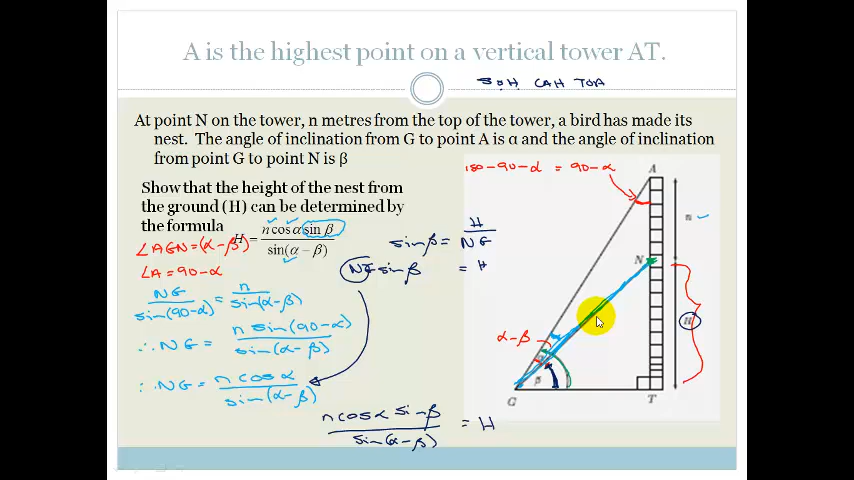 A is the highest point on a vertical tower AT.
SOH CAH TOA
At point N on the tower, n metres from the top of the tower, a bird has made its
nest. The angle of inclination from G to point A is α and the angle of inclination
from point G to point N is β
Show that the height of the nest from
the ground (H) can be determined by
the formula
H = n cos α sin β / sin(α − β)
∠AGN = (α − β)
∠A = 90 − α
NG / sin(90 − α) = n / sin(α − β)
∴ NG = n sin(90 − α) / sin(α − β)
∴ NG = n cos α / sin(α − β)
sin β = H / NG
NG sin β = H
n cos α sin β / sin(α − β) = H
180 − 90 − α = 90 − α
A
n
N
α − β
H
β
G
T